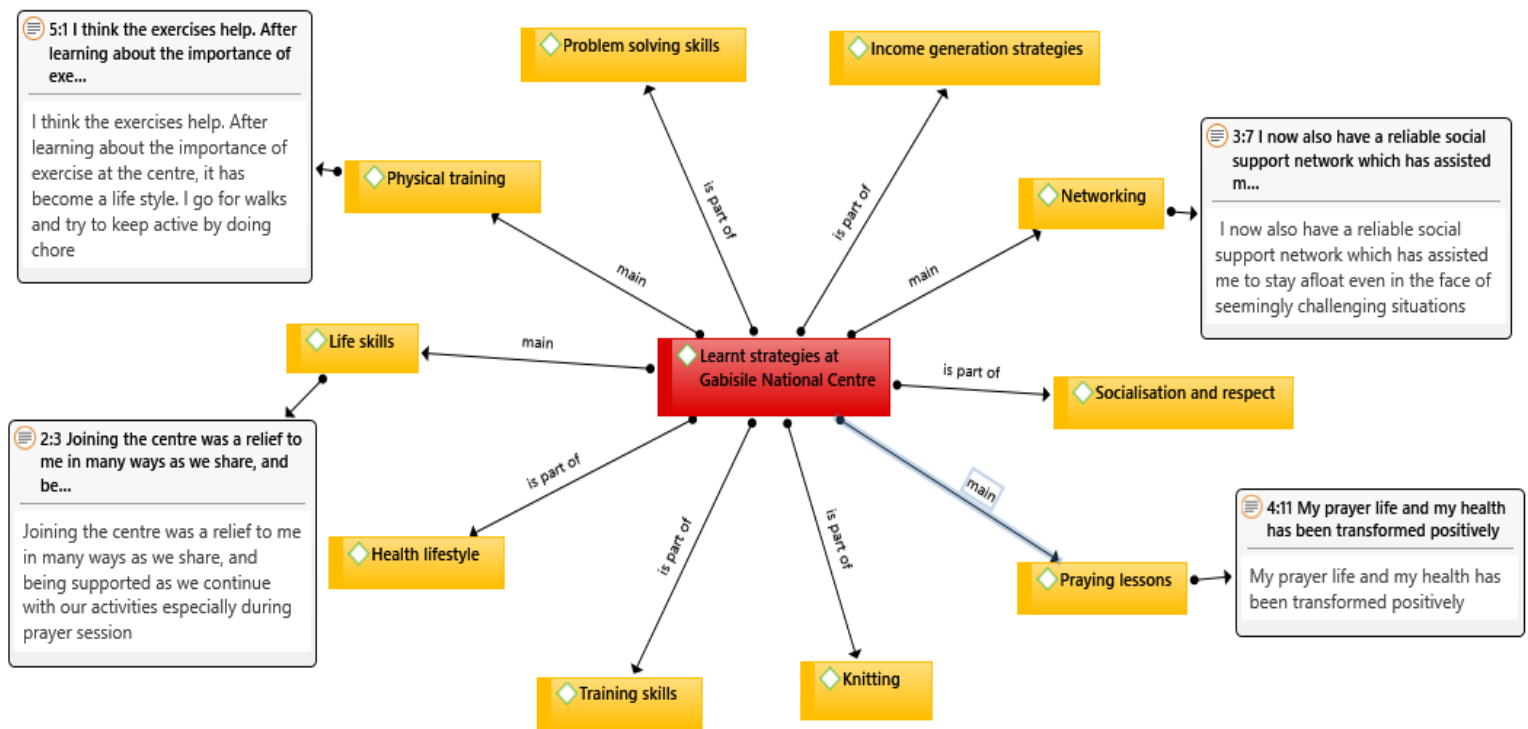 5:1 I think the exercises help. After
learning about the importance of
exe...
I think the exercises help. After
learning about the importance of
exercise at the centre, it has
become a life style. I go for walks
and try to keep active by doing
chore
Problem solving skills
Income generation strategies
3:7 I now also have a reliable social
support network which has assisted
m...
I now also have a reliable social
support network which has assisted
me to stay afloat even in the face of
seemingly challenging situations
Physical training
Networking
is part of
is part of
main
main
Life skills
main
Learnt strategies at
Gabisile National Centre
is part of
Socialisation and respect
2:3 Joining the centre was a relief to
me in many ways as we share, and
be...
Joining the centre was a relief to me
in many ways as we share, and
being supported as we continue
with our activities especially during
prayer session
is part of
is part of
is part of
main
Health lifestyle
Praying lessons
4:11 My prayer life and my health
has been transformed positively
My prayer life and my health has
been transformed positively
Training skills
Knitting